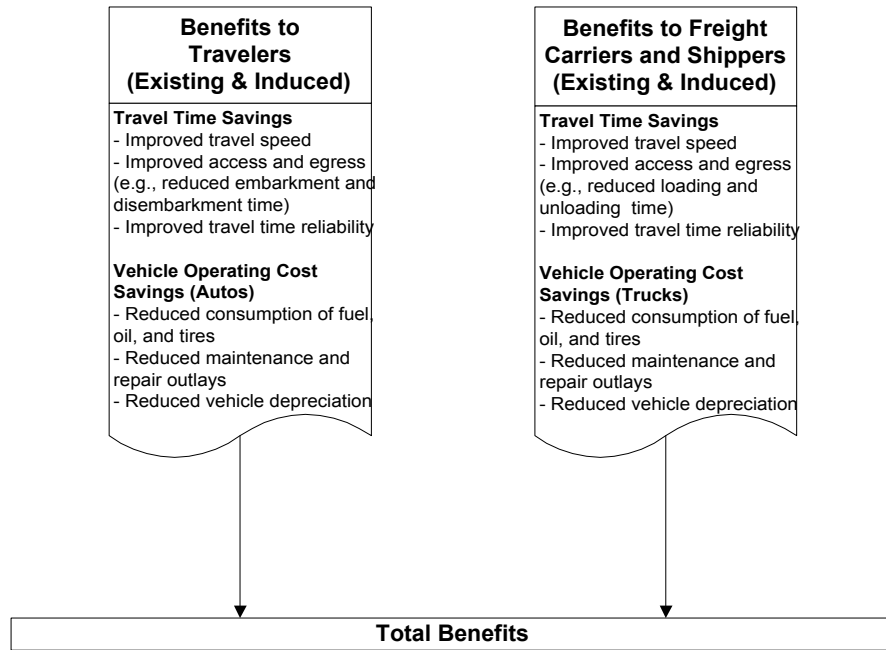 Benefits to
Travelers
(Existing & Induced)
Travel Time Savings
- Improved travel speed
- Improved access and egress
(e.g., reduced embarkment and
disembarkment time)
- Improved travel time reliability
Vehicle Operating Cost
Savings (Autos)
- Reduced consumption of fuel,
oil, and tires
- Reduced maintenance and
repair outlays
- Reduced vehicle depreciation
Benefits to Freight
Carriers and Shippers
(Existing & Induced)
Travel Time Savings
- Improved travel speed
- Improved access and egress
(e.g., reduced loading and
unloading  time)
- Improved travel time reliability
Vehicle Operating Cost
Savings (Trucks)
- Reduced consumption of fuel,
oil, and tires
- Reduced maintenance and
repair outlays
- Reduced vehicle depreciation
Total Benefits